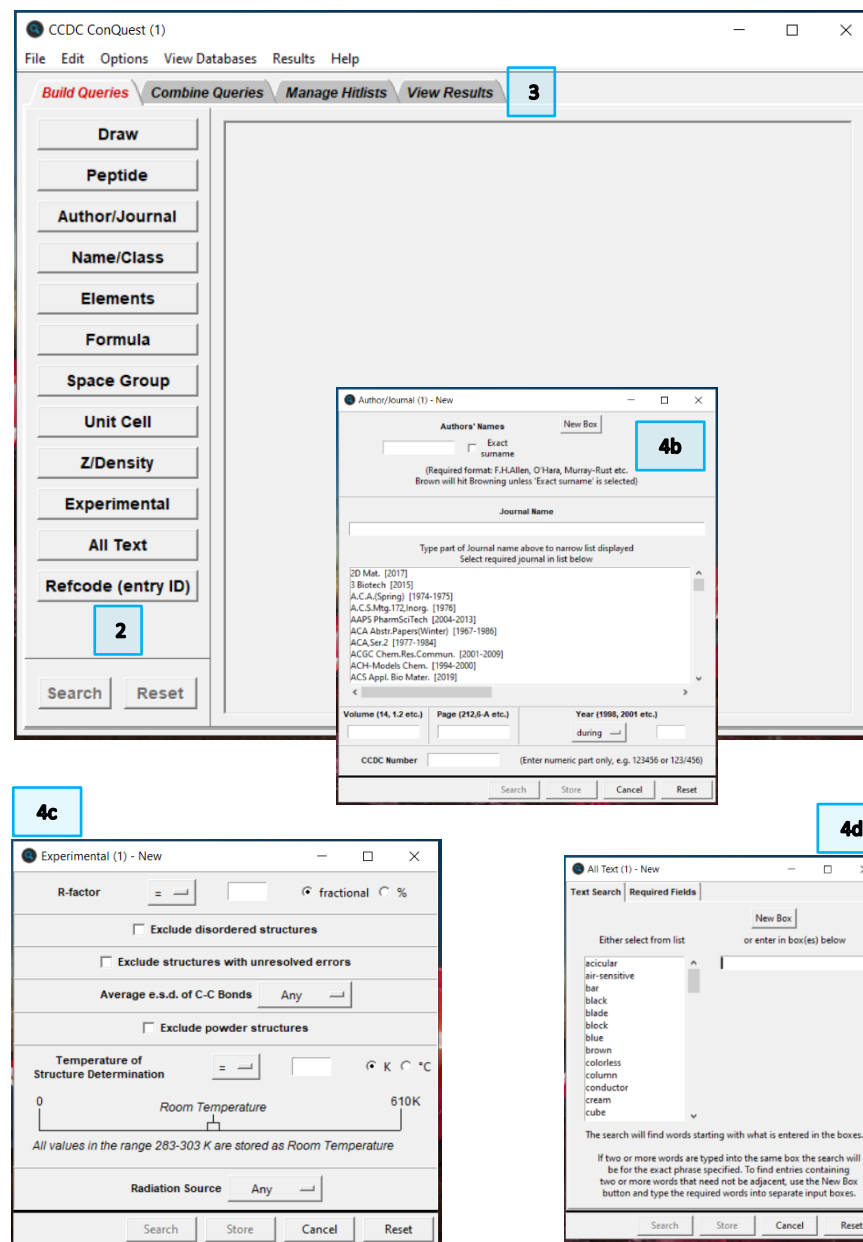 CCDC ConQuest (1)
File Edit Options View Databases Results Help
Build Queries Combine Queries Manage Hitlists View Results 3
Draw
Peptide
Author/Journal
Name/Class
Elements
Formula
Space Group
Unit Cell
Z/Density
Experimental
All Text
Refcode (entry ID)
2
Search Reset
Author/Journal (1) - New
Authors' Names New Box
4b
Exact
surname
(Required format: F.H.Allen, O'Hara, Murray-Rust etc.
Brown will hit Browning unless 'Exact surname' is selected)
Journal Name
Type part of Journal name above to narrow list displayed
Select required journal in list below
2D Mat. [2017]
3 Biotech [2015]
A.C.A.(Spring) [1974-1975]
A.C.S.Mtg.172,Inorg. [1976]
AAPS PharmSciTech [2004-2013]
ACA Abstr.Papers(Winter) [1967-1986]
ACA,Ser.2 [1977-1984]
ACGC Chem.Res.Commun. [2001-2009]
ACH-Models Chem. [1994-2000]
ACS Appl. Bio Mater. [2019]
Volume (14, 1.2 etc.) Page (212,6-A etc.) Year (1998, 2001 etc.)
during
CCDC Number (Enter numeric part only, e.g. 123456 or 123/456)
Search Store Cancel Reset
4c
Experimental (1) - New
R-factor = fractional %
Exclude disordered structures
Exclude structures with unresolved errors
Average e.s.d. of C-C Bonds Any
Exclude powder structures
Temperature of
Structure Determination = K °C
0 Room Temperature 610K
All values in the range 283-303 K are stored as Room Temperature
Radiation Source Any
Search Store Cancel Reset
4d
All Text (1) - New
Text Search Required Fields
New Box
Either select from list or enter in box(es) below
acicular
air-sensitive
bar
black
blade
block
blue
brown
colorless
column
conductor
cream
cube
The search will find words starting with what is entered in the boxes.
If two or more words are typed into the same box the search will
be for the exact phrase specified. To find entries containing
two or more words that need not be adjacent, use the New Box
button and type the required words into separate input boxes.
Search Store Cancel Reset